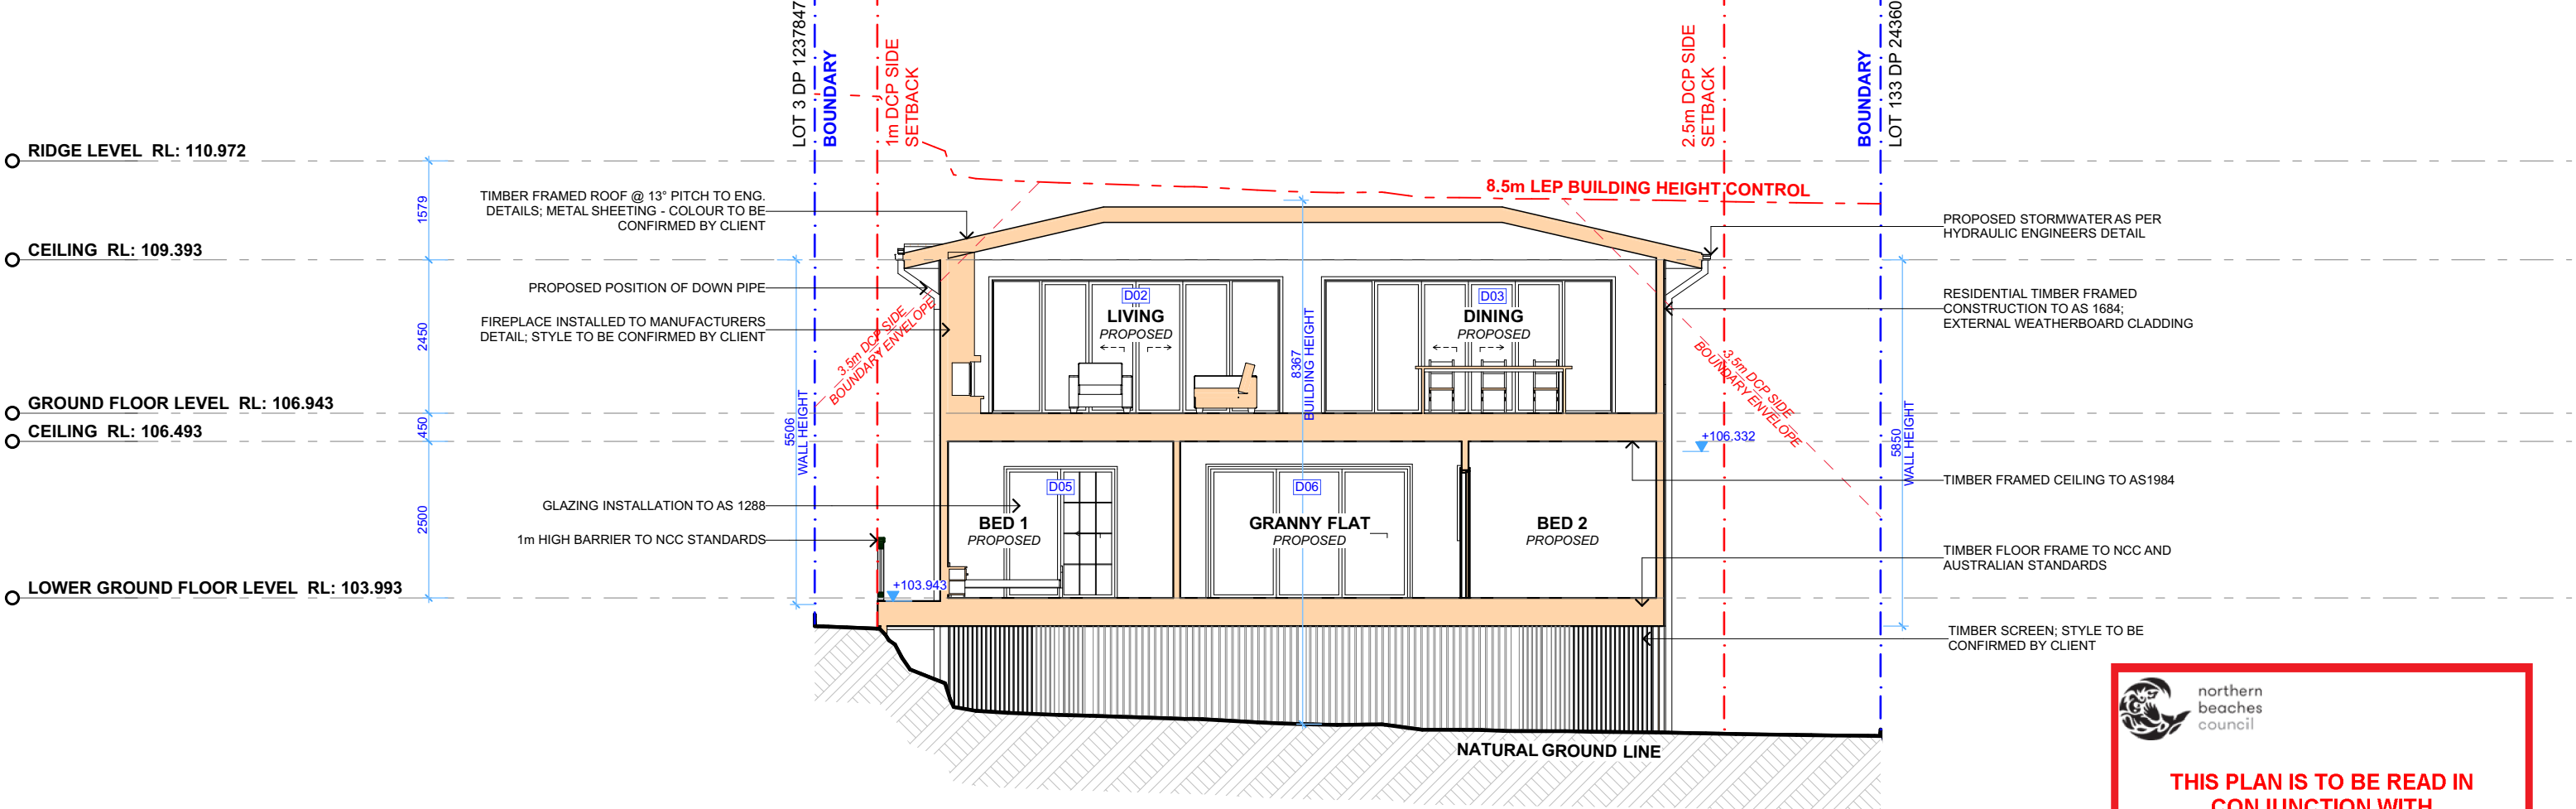 LOT 3 DP 1237847
BOUNDARY
1m DCP SIDE
SETBACK
2.5m DCP SIDE
SETBACK
BOUNDARY
LOT 133 DP 24360
RIDGE LEVEL RL: 110.972
CEILING RL: 109.393
GROUND FLOOR LEVEL RL: 106.943
CEILING RL: 106.493
LOWER GROUND FLOOR LEVEL RL: 103.993
1579
2450
450
2500
TIMBER FRAMED ROOF @ 13° PITCH TO ENG.
DETAILS; METAL SHEETING - COLOUR TO BE
CONFIRMED BY CLIENT
PROPOSED POSITION OF DOWN PIPE
FIREPLACE INSTALLED TO MANUFACTURERS
DETAIL; STYLE TO BE CONFIRMED BY CLIENT
GLAZING INSTALLATION TO AS 1288
1m HIGH BARRIER TO NCC STANDARDS
5506
WALL HEIGHT
3.5m DCP SIDE
BOUNDARY ENVELOPE
8.5m LEP BUILDING HEIGHT CONTROL
D02
LIVING
PROPOSED
8367
BUILDING HEIGHT
D03
DINING
PROPOSED
D05
BED 1
PROPOSED
D06
GRANNY FLAT
PROPOSED
BED 2
PROPOSED
+103.943
+106.332
3.5m DCP SIDE
BOUNDARY ENVELOPE
5850
WALL HEIGHT
PROPOSED STORMWATER AS PER
HYDRAULIC ENGINEERS DETAIL
RESIDENTIAL TIMBER FRAMED
CONSTRUCTION TO AS 1684;
EXTERNAL WEATHERBOARD CLADDING
TIMBER FRAMED CEILING TO AS1984
TIMBER FLOOR FRAME TO NCC AND
AUSTRALIAN STANDARDS
TIMBER SCREEN; STYLE TO BE
CONFIRMED BY CLIENT
NATURAL GROUND LINE
northern
beaches
council
THIS PLAN IS TO BE READ IN
CONJUNCTION WITH